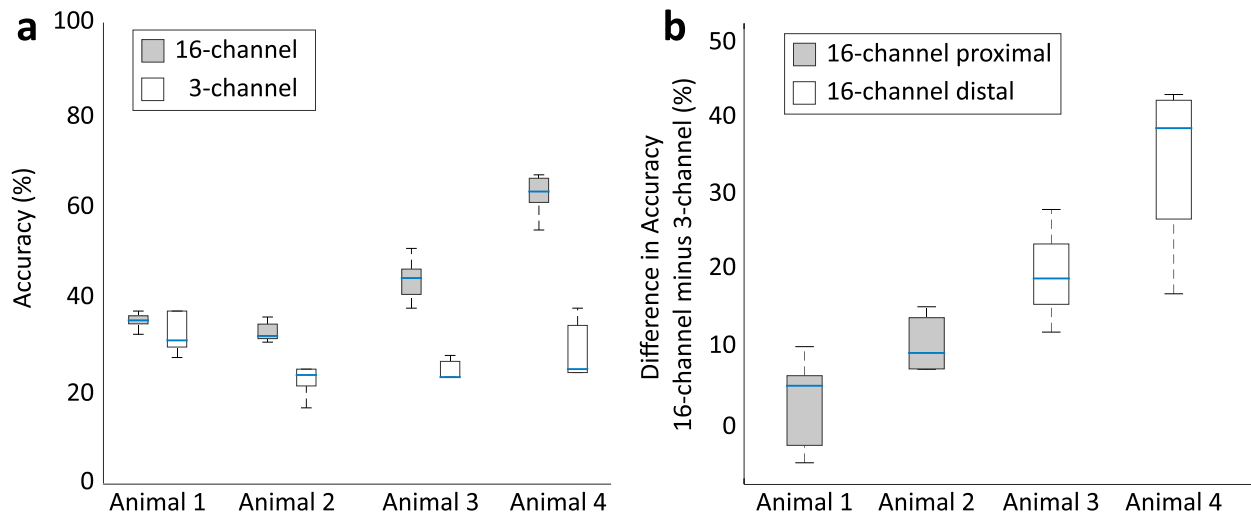 a
100
80
60
40
20
0
Accuracy (%)
16-channel
3-channel
Animal 1
Animal 2
Animal 3
Animal 4
b
50
40
30
20
10
0
Difference in Accuracy
16-channel minus 3-channel (%)
16-channel proximal
16-channel distal
Animal 1
Animal 2
Animal 3
Animal 4